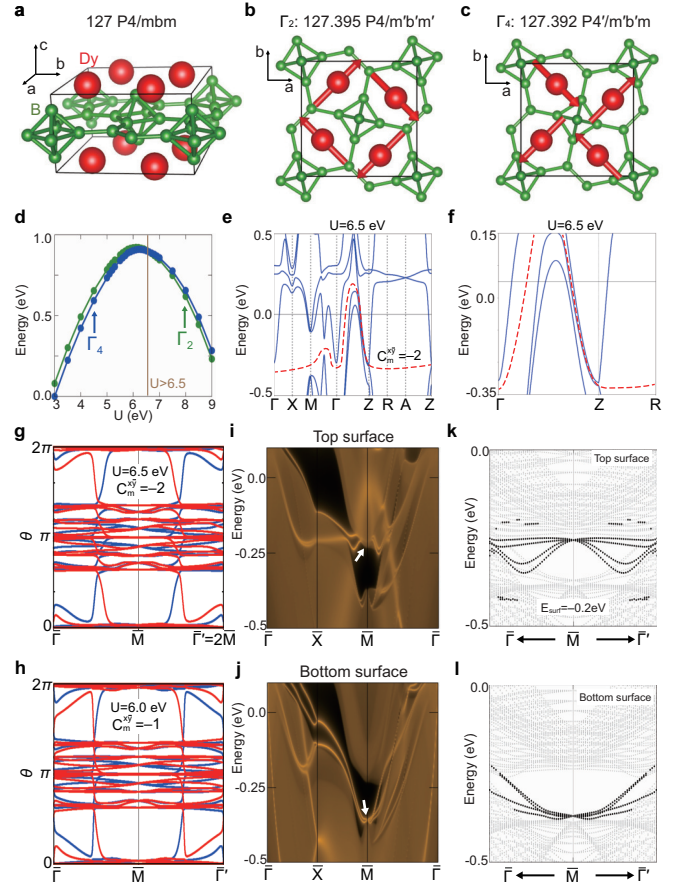 a 127 P4/mbm
c
b
a
Dy
B
b Γ₂: 127.395 P4/m′b′m′
b
a
c Γ₄: 127.392 P4′/m′b′m
b
a
d
Energy (eV)
1.0
0.5
0.0
Γ₄
Γ₂
U>6.5
3 4 5 6 7 8 9
U (eV)
e U=6.5 eV
Energy (eV)
0.5
0.0
-0.5
C_m^{xȳ}=–2
Γ X M Γ Z R A Z
f U=6.5 eV
Energy (eV)
0.15
0.0
-0.35
Γ Z R
g
2π
θ
π
0
U=6.5 eV
C_m^{xȳ}=–2
Γ̄ M̄ Γ̄′=2M̄
h
2π
θ
π
0
U=6.0 eV
C_m^{xȳ}=–1
Γ̄ M̄ Γ̄′
i Top surface
Energy (eV)
0.0
-0.25
-0.5
Γ̄ X̄ M̄ Γ̄
j Bottom surface
Energy (eV)
0.0
-0.25
-0.5
Γ̄ X̄ M̄ Γ̄
k
Top surface
Energy (eV)
0.0
-0.5
E_surf=–0.2eV
Γ̄ M̄ Γ̄′
l
Bottom surface
Energy (eV)
0.0
-0.5
Γ̄ M̄ Γ̄′